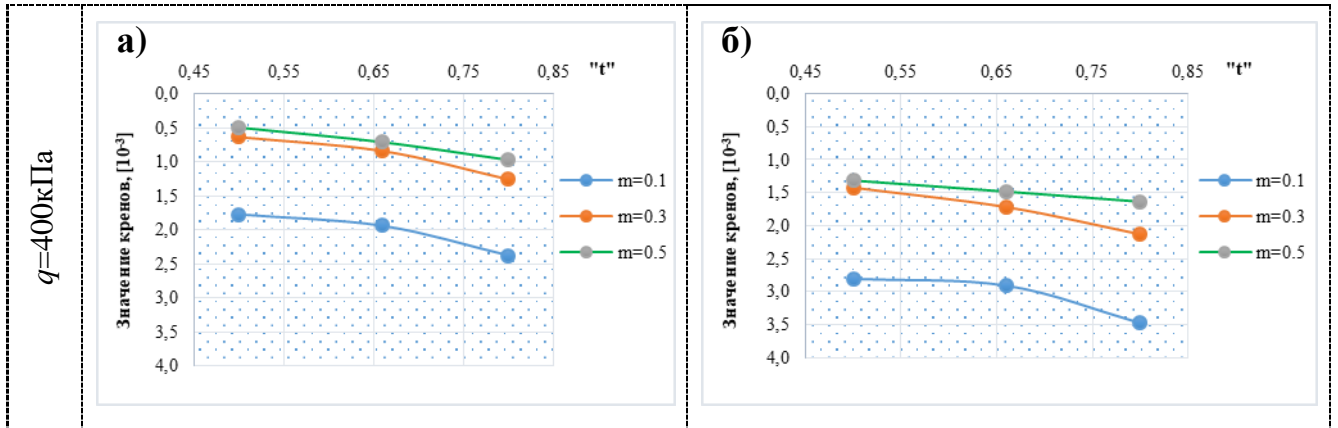 q=400кПа
а)
0,45 0,55 0,65 0,75 0,85 "t"
0,0
0,5
1,0
1,5
2,0
2,5
3,0
3,5
4,0
Значение кренов, [10⁻³]
m=0.1
m=0.3
m=0.5
б)
0,45 0,55 0,65 0,75 0,85 "t"
0,0
0,5
1,0
1,5
2,0
2,5
3,0
3,5
4,0
Значение кренов, [10⁻³]
m=0.1
m=0.3
m=0.5